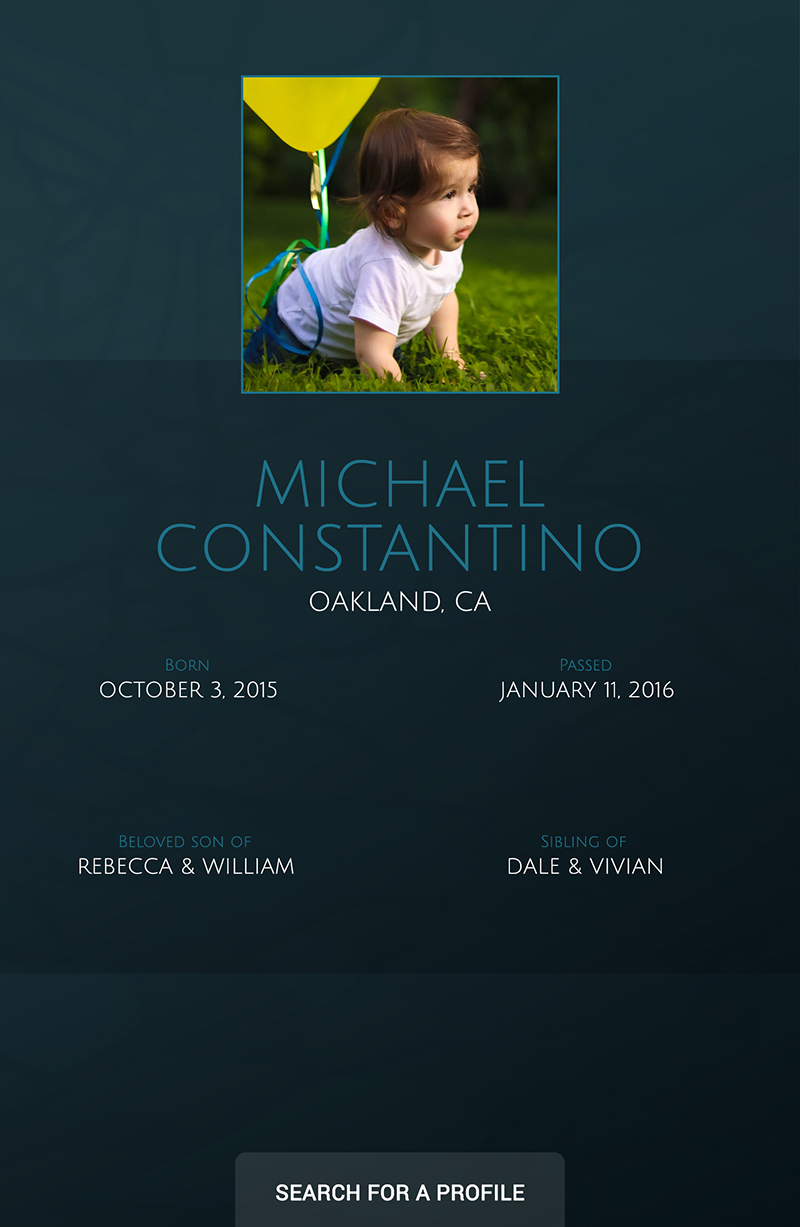 MICHAEL
CONSTANTINO
OAKLAND, CA
BORN
OCTOBER 3, 2015
PASSED
JANUARY 11, 2016
BELOVED SON OF
REBECCA & WILLIAM
SIBLING OF
DALE & VIVIAN
SEARCH FOR A PROFILE